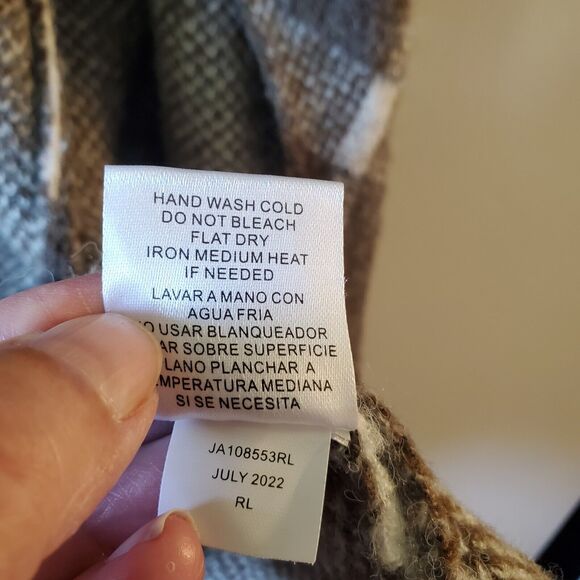 HAND WASH COLD
DO NOT BLEACH
FLAT DRY
IRON MEDIUM HEAT
IF NEEDED
LAVAR A MANO CON
AGUA FRIA
USAR BLANQUEADOR
SOBRE SUPERFICIE
PLANCHAR A
MEDIANA
SI SE NECESITA
JA108553RL
JULY 2022
RL